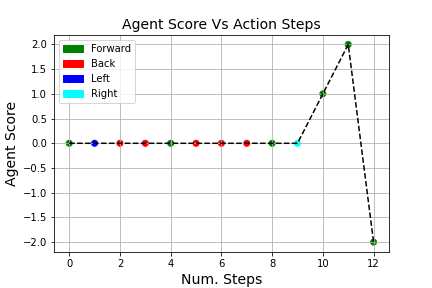 Agent Score Vs Action Steps
Forward
Back
Left
Right
2.0
1.5
1.0
0.5
0.0
−0.5
−1.0
−1.5
−2.0
Agent Score
0 2 4 6 8 10 12
Num. Steps